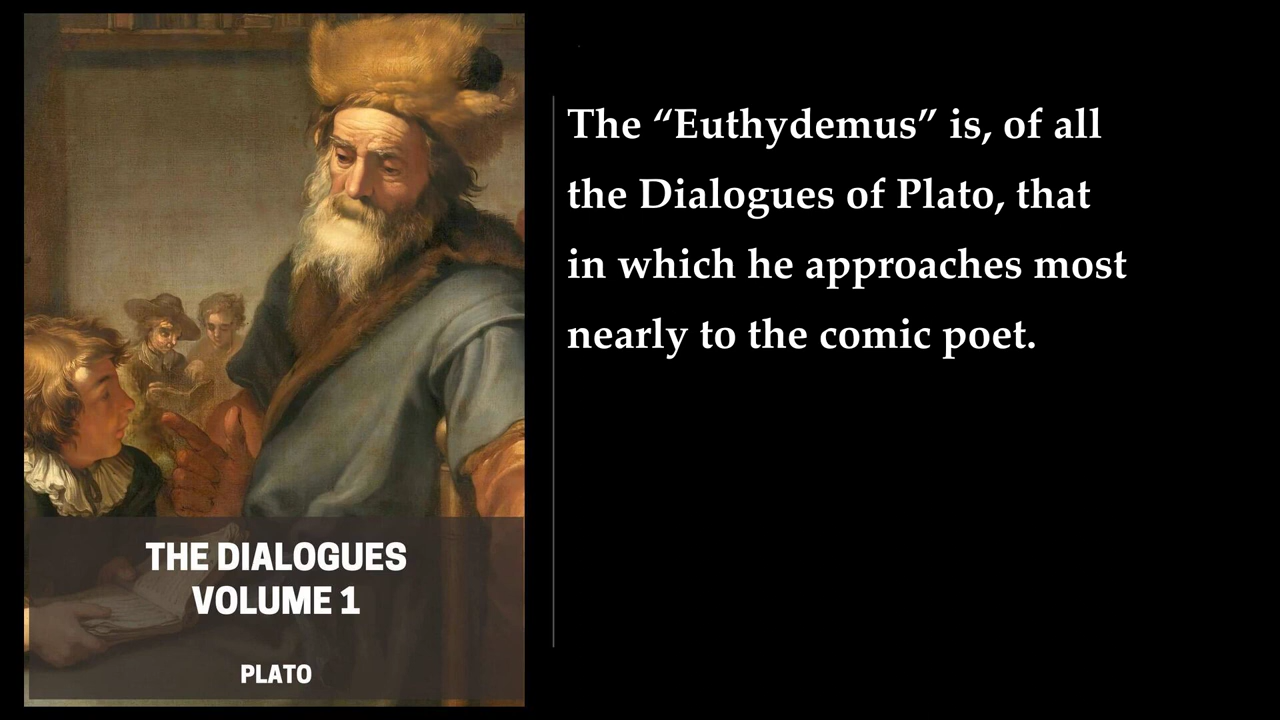 The “Euthydemus” is, of all
the Dialogues of Plato, that
in which he approaches most
nearly to the comic poet.
THE DIALOGUES
VOLUME 1
PLATO